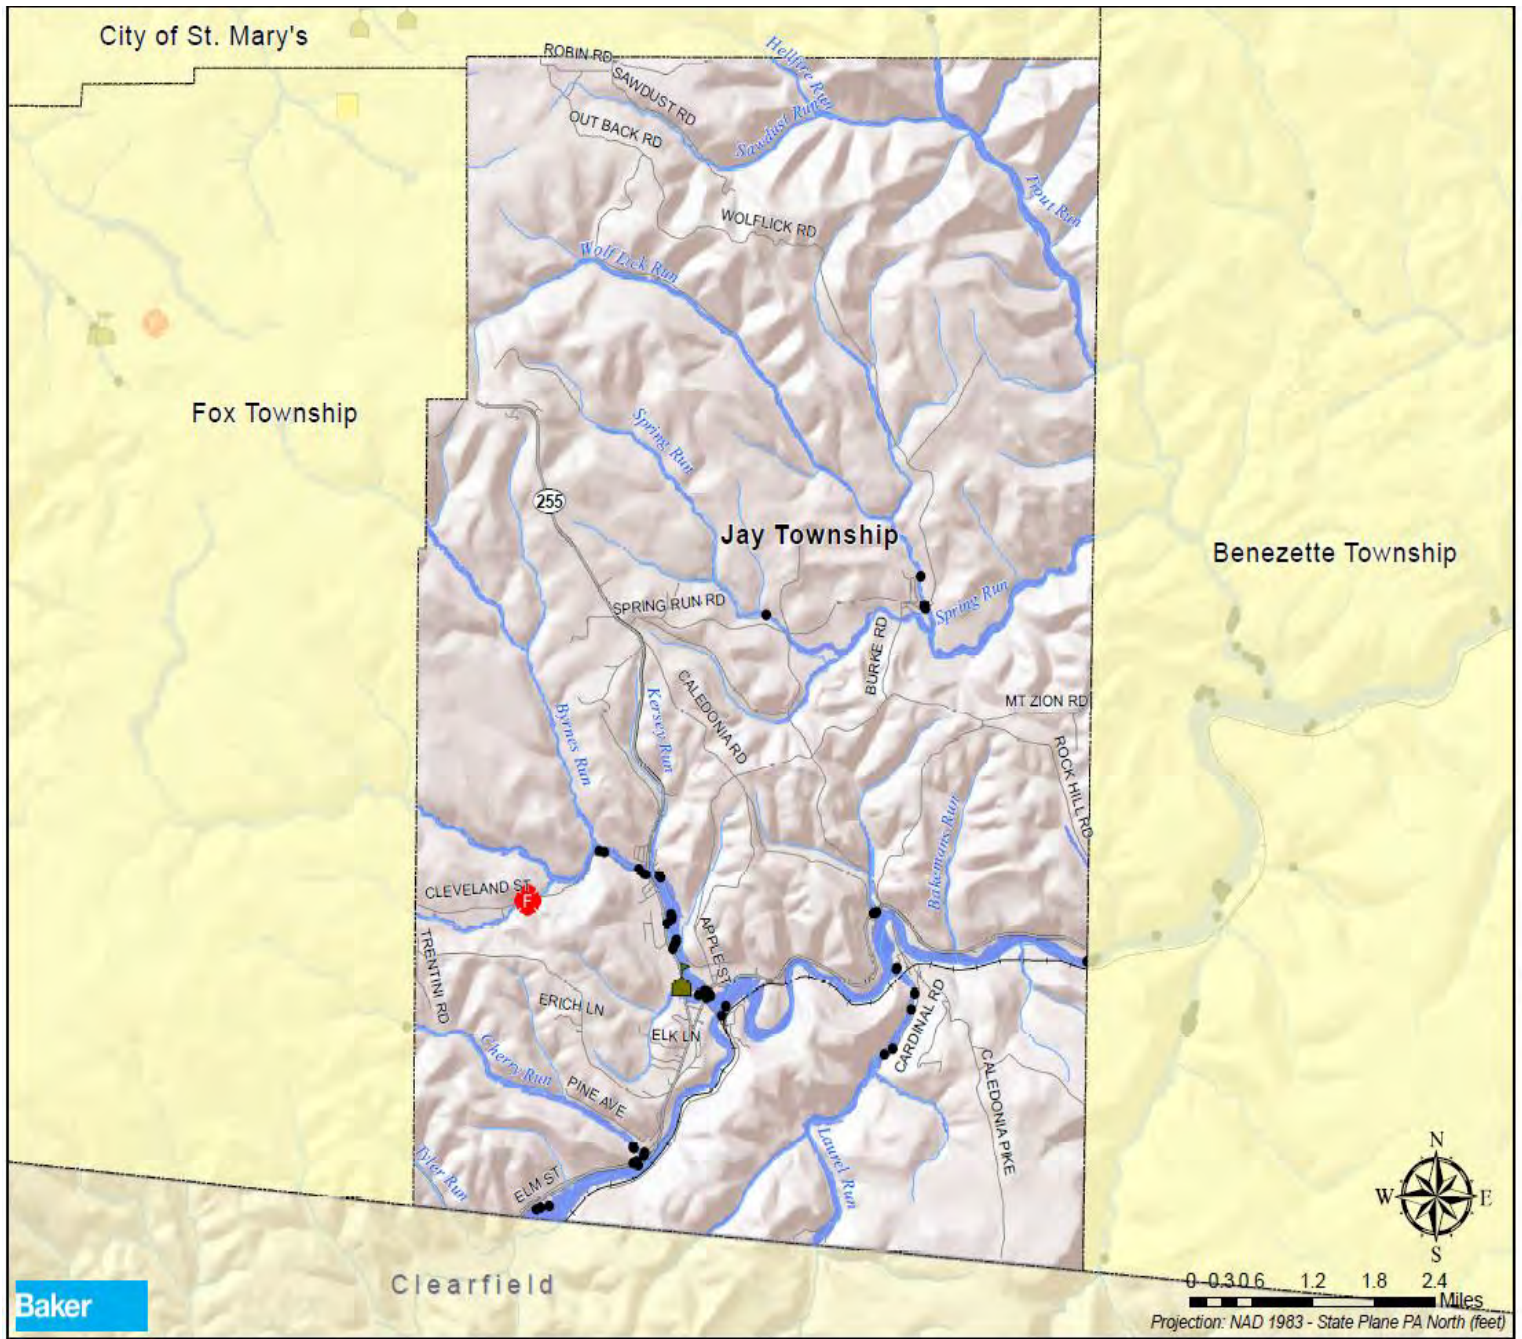 City of St. Mary's
ROBIN RD
SAWDUST RD
Hellfire Run
OUT BACK RD
Sawdust Run
Trout Run
WOLFLICK RD
Wolf Lick Run
Fox Township
Spring Run
255
Jay Township
Benezette Township
SPRING RUN RD
Spring Run
BURKE RD
CALEDONIA RD
Kersey Run
MT ZION RD
Byrnes Run
ROCK HILL RD
Bakemans Run
CLEVELAND ST
F
TRENTINI RD
APPLE ST
ERICH LN
CARDINAL RD
ELK LN
Cherry Run
PINE AVE
CALEDONIA PIKE
Laurel Run
Tyler Run
ELM ST
N
W E
S
Clearfield
Baker
0 0.3 0.6 1.2 1.8 2.4
Miles
Projection: NAD 1983 - State Plane PA North (feet)